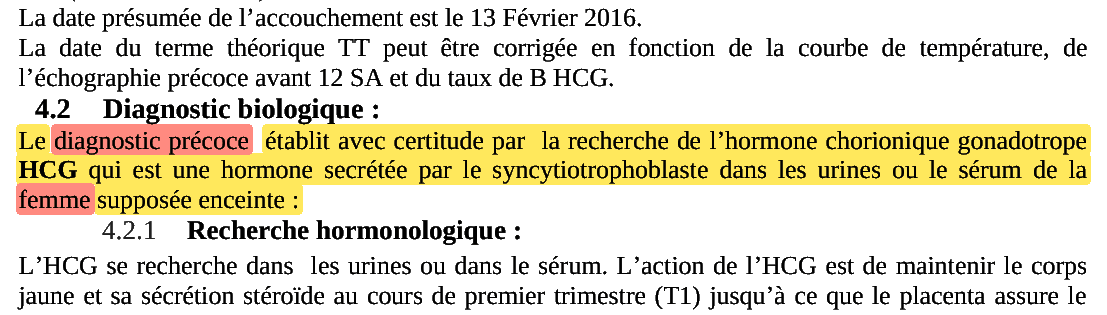 La date présumée de l’accouchement est le 13 Février 2016.
La date du terme théorique TT peut être corrigée en fonction de la courbe de température, de
l’échographie précoce avant 12 SA et du taux de B HCG.
4.2 Diagnostic biologique :
Le diagnostic précoce établit avec certitude par la recherche de l’hormone chorionique gonadotrope
HCG qui est une hormone secrétée par le syncytiotrophoblaste dans les urines ou le sérum de la
femme supposée enceinte :
4.2.1 Recherche hormonologique :
L’HCG se recherche dans les urines ou dans le sérum. L’action de l’HCG est de maintenir le corps
jaune et sa sécrétion stéroïde au cours de premier trimestre (T1) jusqu’à ce que le placenta assure le